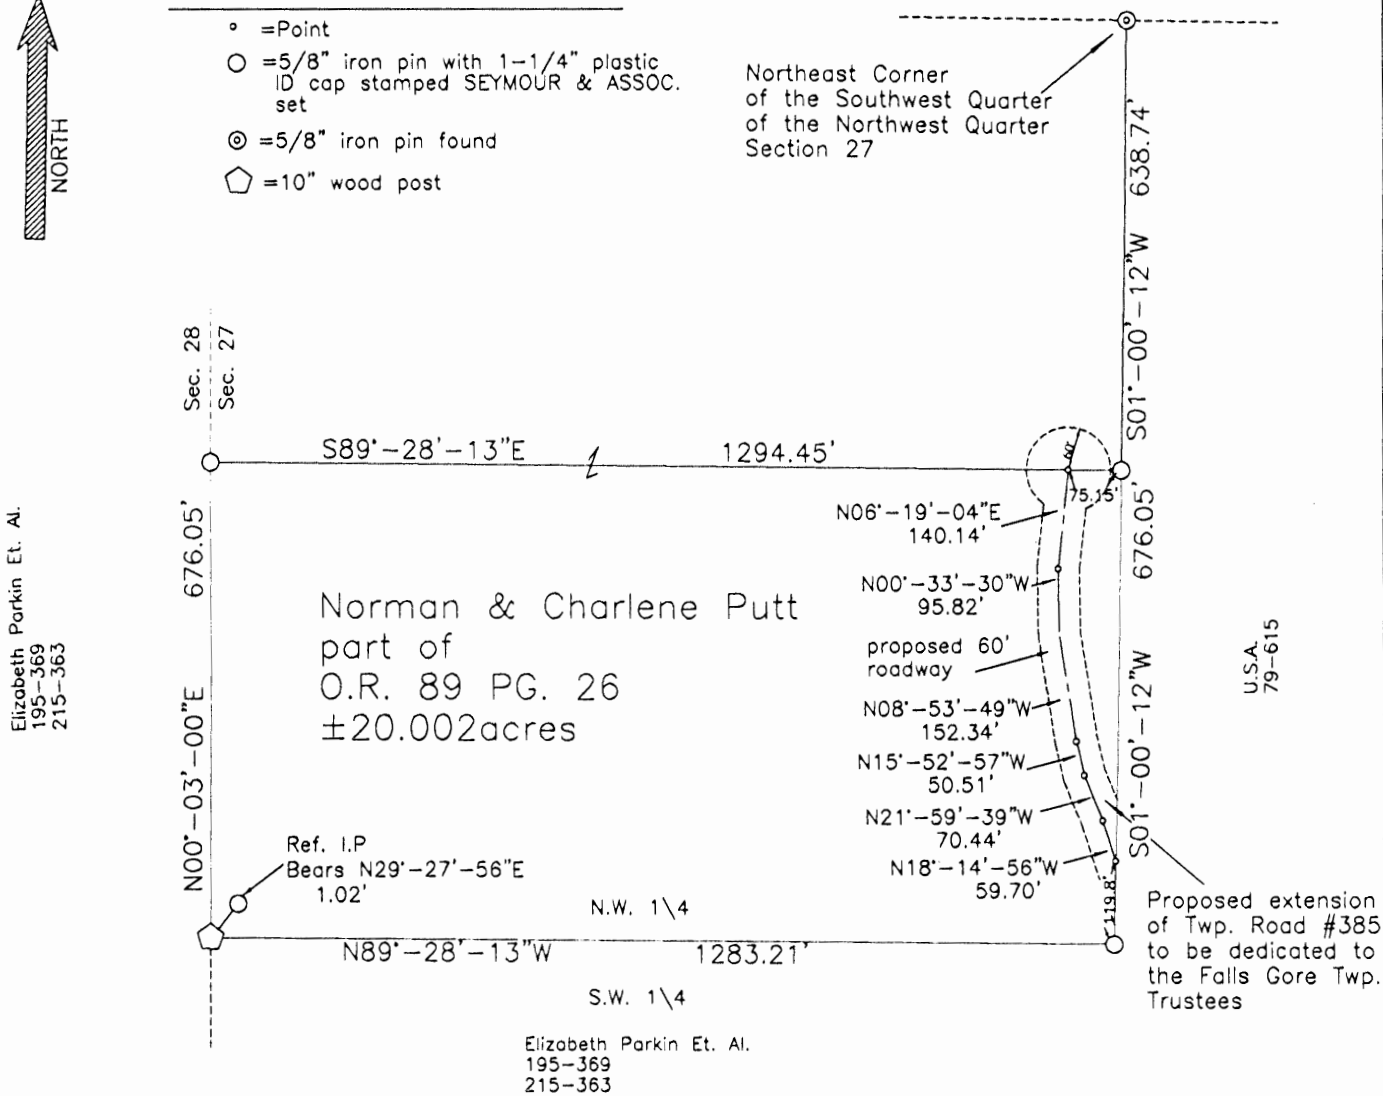 NORTH
° =Point
=5/8" iron pin with 1-1/4" plastic
ID cap stamped SEYMOUR & ASSOC.
set
=5/8" iron pin found
=10" wood post
Northeast Corner
of the Southwest Quarter
of the Northwest Quarter
Section 27
638.74'
S01°-00'-12"W
Sec. 28
Sec. 27
S89°-28'-13"E
1294.45'
60'
75.15'
676.05'
N06°-19'-04"E
140.14'
676.05'
N00°-33'-30"W
95.82'
Elizabeth Parkin Et. Al.
195-369
215-363
Norman & Charlene Putt
part of
O.R. 89 PG. 26
±20.002acres
proposed 60'
roadway
U.S.A.
79-615
N08°-53'-49"W
152.34'
N15°-52'-57"W
50.51'
N21°-59'-39"W
70.44'
N18°-14'-56"W
59.70'
S01°-00'-12"W
N00°-03'-00"E
Ref. I.P
Bears N29°-27'-56"E
1.02'
119.8'
Proposed extension
of Twp. Road #385
to be dedicated to
the Falls Gore Twp.
Trustees
N.W. 1\4
N89°-28'-13"W
1283.21'
S.W. 1\4
Elizabeth Parkin Et. Al.
195-369
215-363